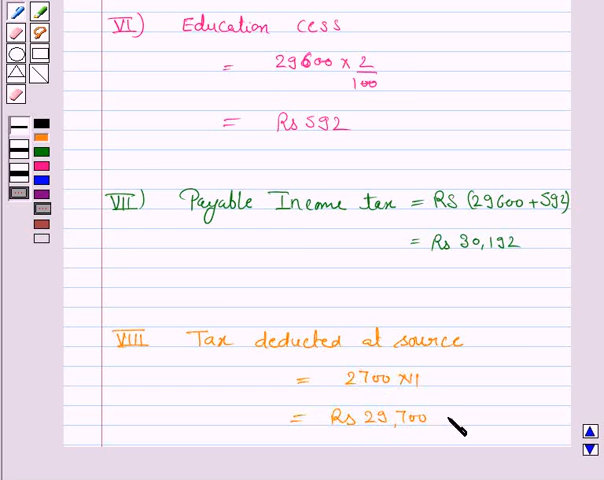 VI) Education cess
= 29600 × 2/100
= Rs 592
VII) Payable Income tax = RS (29600 + 592)
= Rs 30,192
VIII Tax deducted at source
= 2700 × 11
= Rs 29,700